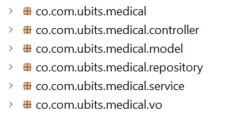 co.com.ubits.medical
co.com.ubits.medical.controller
co.com.ubits.medical.model
co.com.ubits.medical.repository
co.com.ubits.medical.service
co.com.ubits.medical.vo